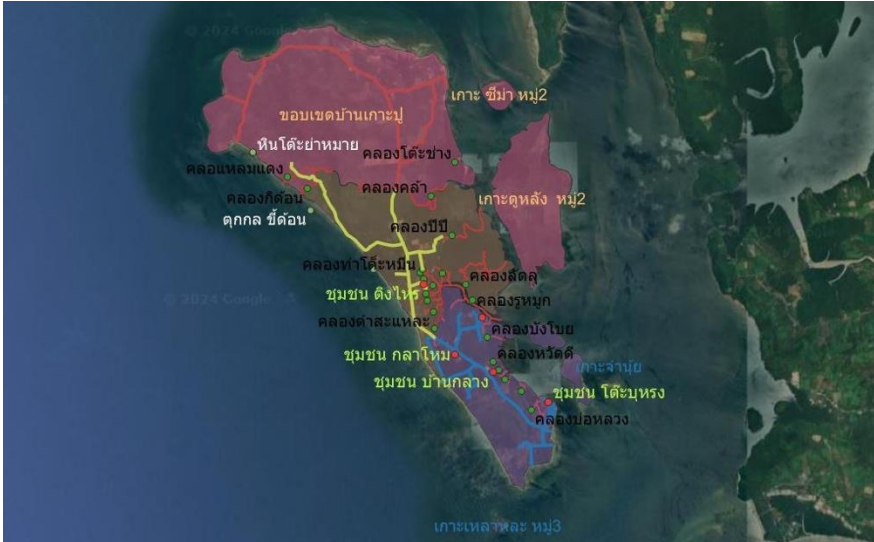 © 2024 Google
เกาะ ซีม่า หมู่2
ขอบเขตบ้านเกาะปู
หินโต๊ะย่าหมาย
คลองโต๊ะช่าง
คลอแหลมแดง
คลองคล้า
คลองกิต้อน
เกาะตูหลัง หมู่2
ตุกกล ขี้ด้อน
คลองปีปี
คลองท่าโต๊ะหมีน
คลองลัดลุ
ชุมชน ติงไหร
© 2024 Google
คลองรูหมูก
คลองตำสะแหละ
คลองบังโบย
ชุมชน กลาโหม
คลองหวัดดี
เกาะจำนุ้ย
ชุมชน บ้านกลาง
ชุมชน โต๊ะบุหรง
คลองบ่อหลวง
เกาะเหลาหละ หมู่3